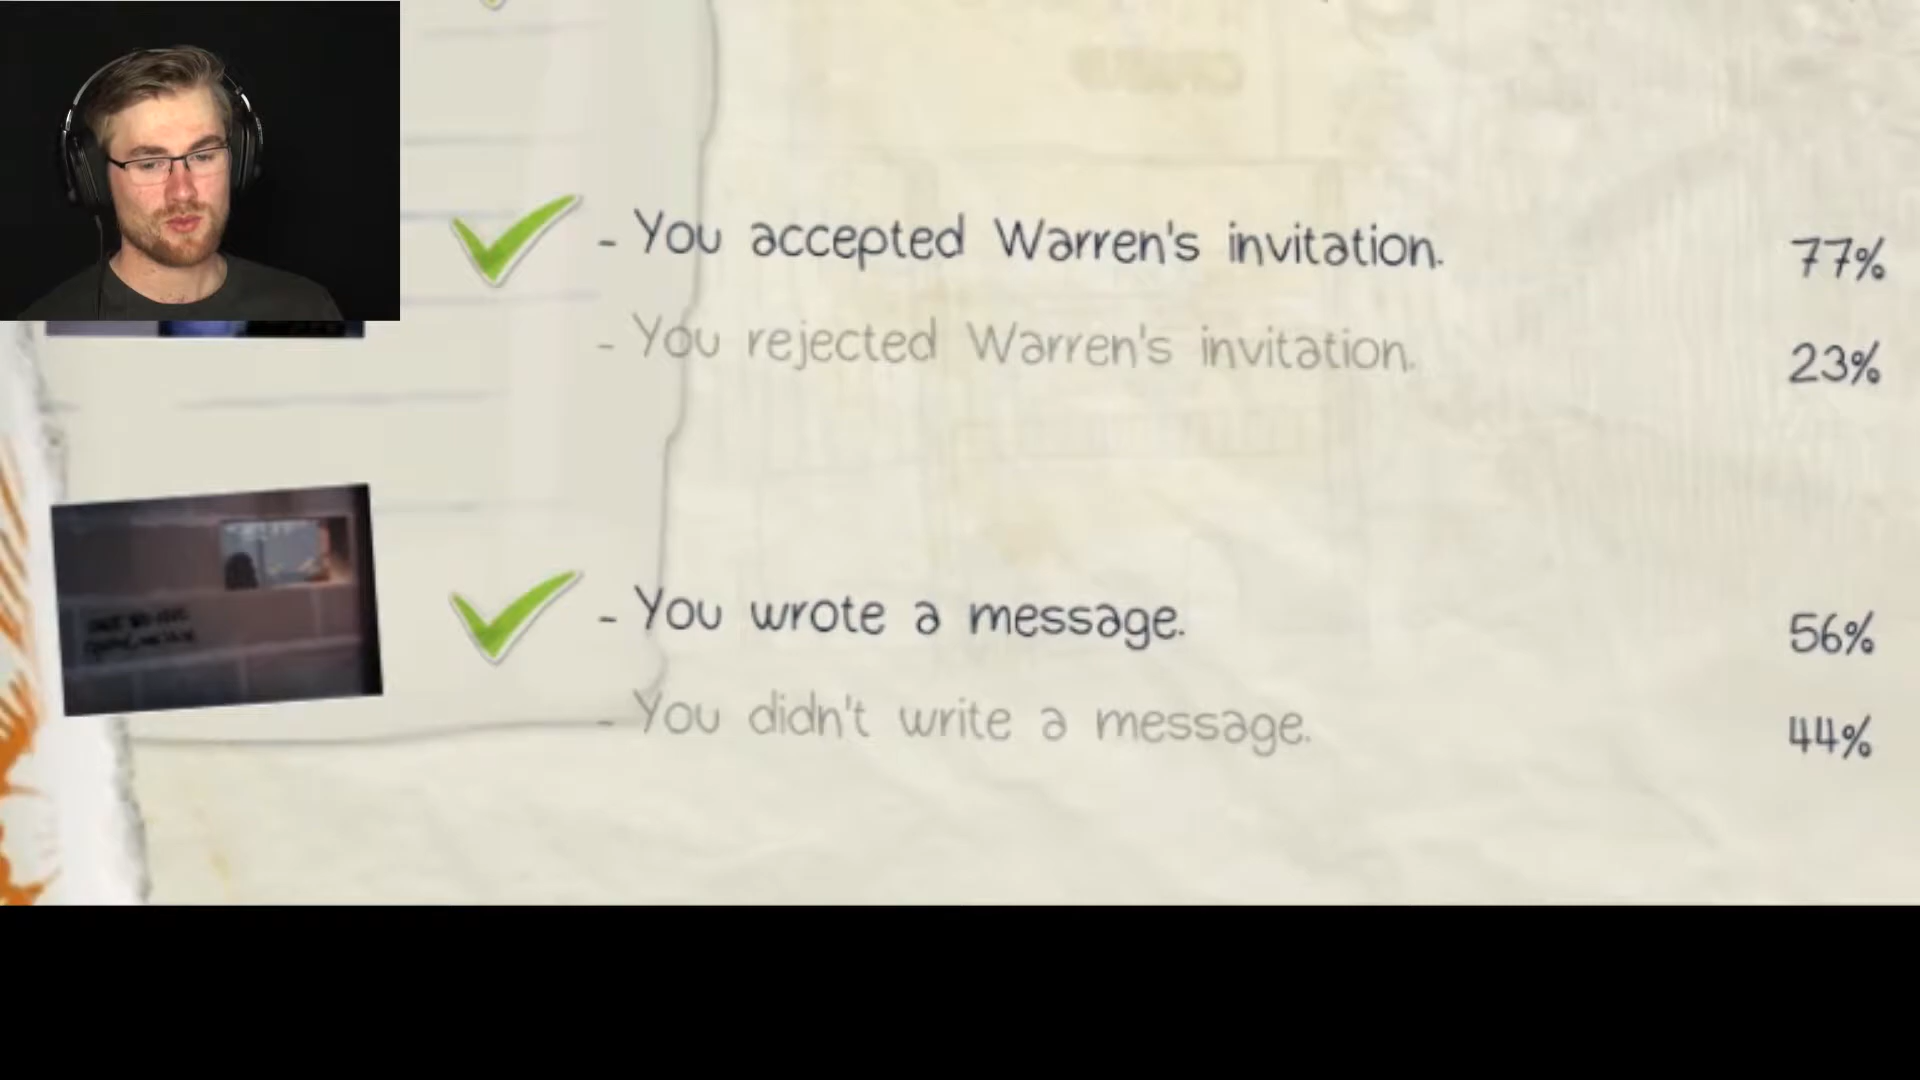 - You accepted Warren's invitation. 77%
- You rejected Warren's invitation. 23%
- You wrote a message. 56%
- You didn't write a message. 44%